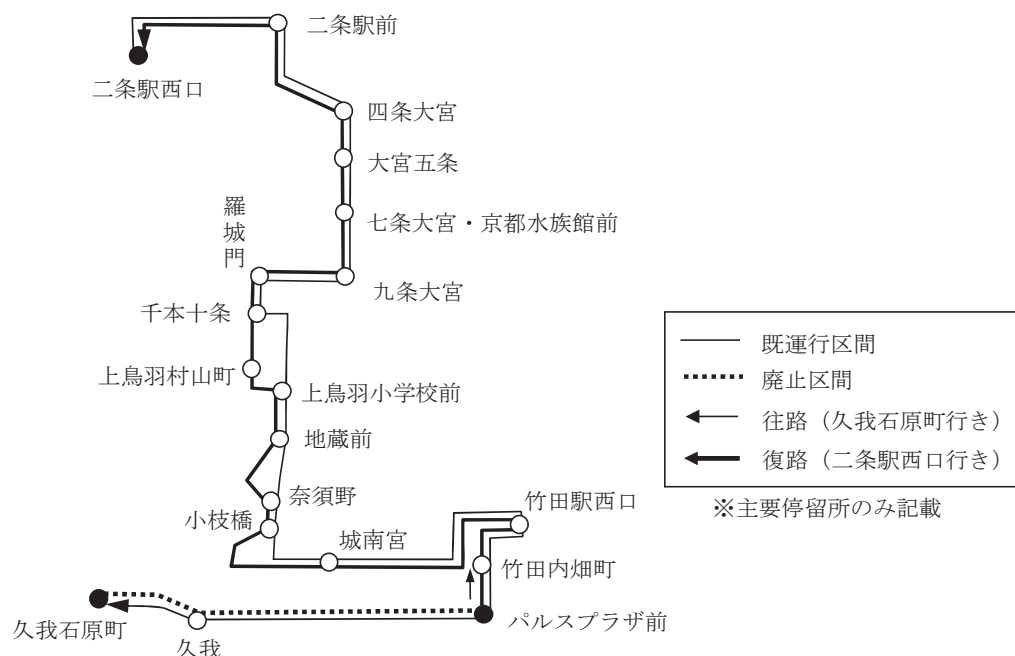 二条駅前
二条駅西口
四条大宮
大宮五条
七条大宮・京都水族館前
羅城門
九条大宮
千本十条
上鳥羽村山町
上鳥羽小学校前
地蔵前
奈須野
小枝橋
城南宮
竹田駅西口
竹田内畑町
パルスプラザ前
久我石原町
久我
既運行区間
廃止区間
往路（久我石原町行き）
復路（二条駅西口行き）
※主要停留所のみ記載